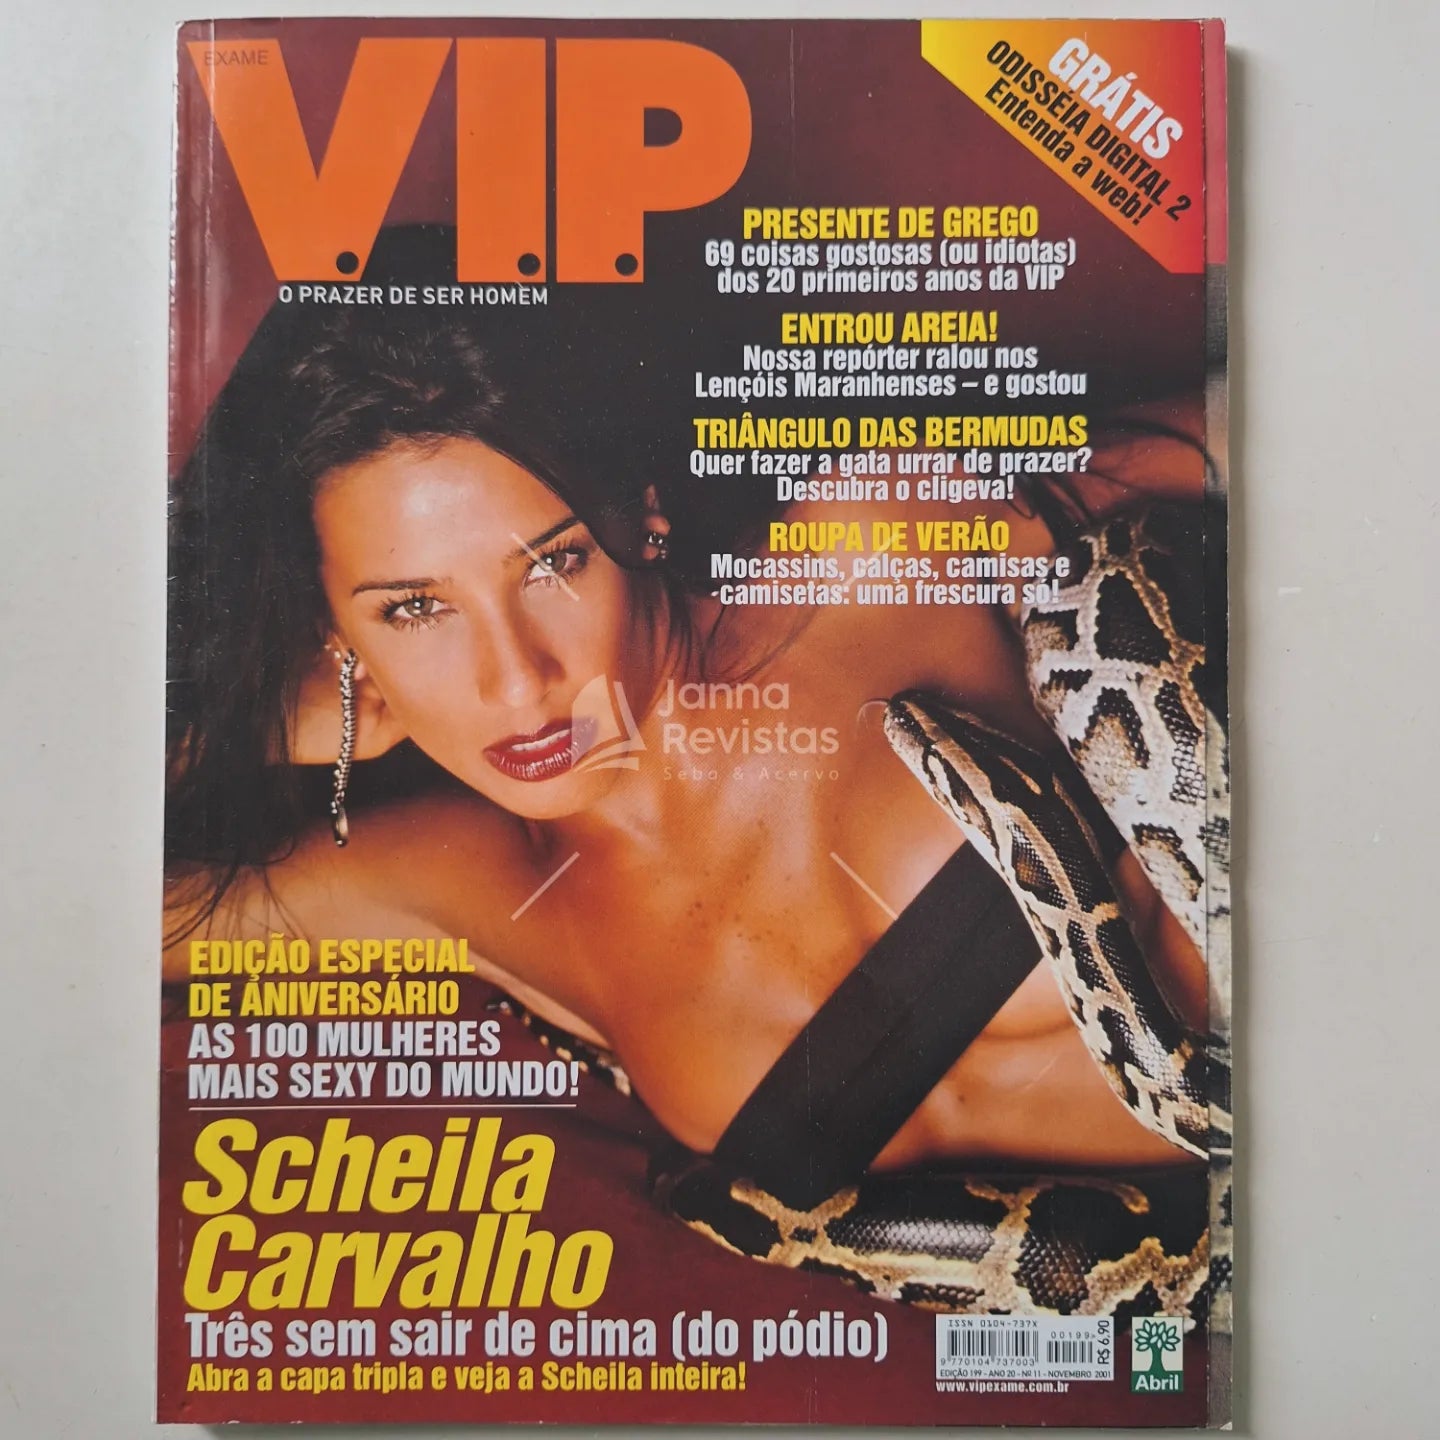 EXAME
V.I.P.
O PRAZER DE SER HOMEM
GRÁTIS
ODISSÉIA DIGITAL 2
Entenda a web!
PRESENTE DE GREGO
69 coisas gostosas (ou idiotas)
dos 20 primeiros anos da VIP
ENTROU AREIA!
Nossa repórter ralou nos
Lençóis Maranhenses – e gostou
TRIÂNGULO DAS BERMUDAS
Quer fazer a gata urrar de prazer?
Descubra o cligeva!
ROUPA DE VERÃO
Mocassins, calças, camisas e
camisetas: uma frescura só!
Janna
Revistas
Sebo & Acervo
EDIÇÃO ESPECIAL
DE ANIVERSÁRIO
AS 100 MULHERES
MAIS SEXY DO MUNDO!
Scheila
Carvalho
Três sem sair de cima (do pódio)
Abra a capa tripla e veja a Scheila inteira!
ISSN 0104-737X
00199>
9 770104 737003
R$ 6,90
EDIÇÃO 199 - ANO 20 - Nº 11 - NOVEMBRO 2001
www.vipexame.com.br
Abril